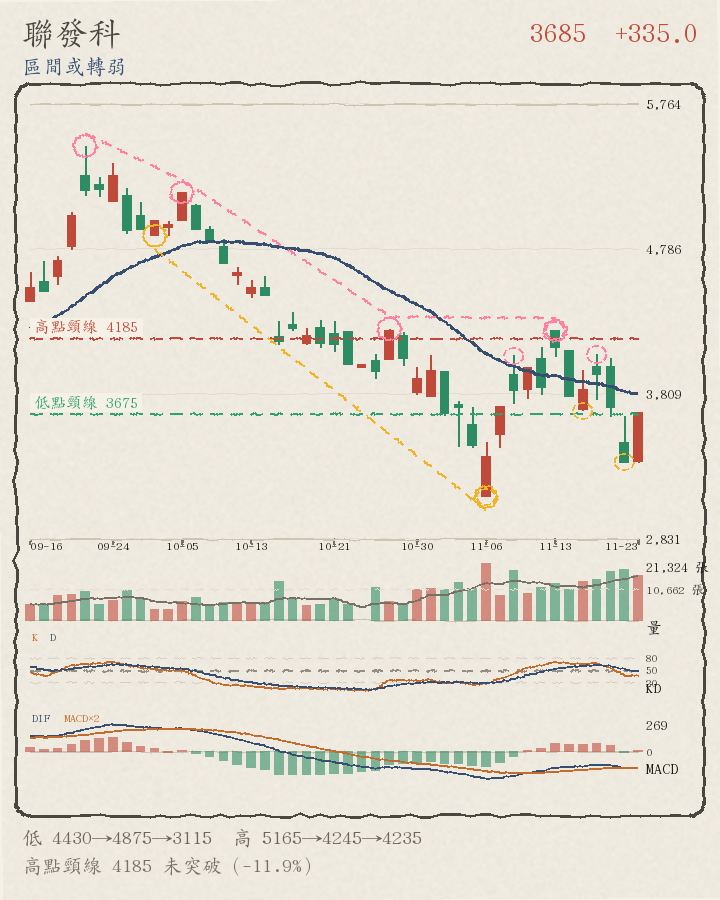 聯發科 3685 +335.0
區間或轉弱
5,764
4,786
高點頸線 4185
3,809
低點頸線 3675
2,831
09-16 09-24 10-05 10-13 10-21 10-30 11-06 11-13 11-23
21,324 張
10,662 張
量
K D
80
50
20
KD
DIF MACD×2
269
0
MACD
低 4430→4875→3115 高 5165→4245→4235
高點頸線 4185 未突破 (-11.9%)